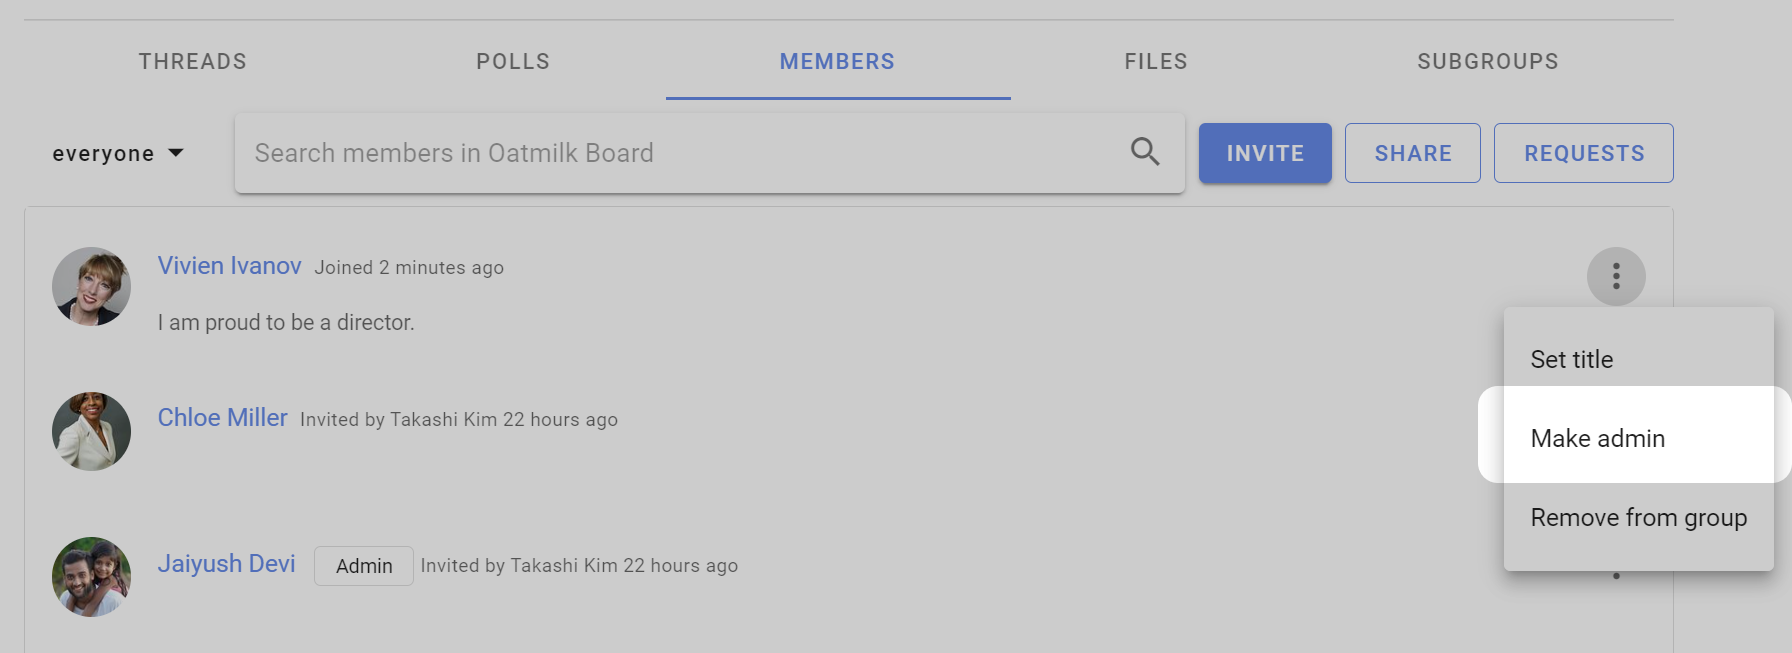 THREADS POLLS MEMBERS FILES SUBGROUPS
everyone Search members in Oatmilk Board INVITE SHARE REQUESTS
Vivien Ivanov Joined 2 minutes ago
I am proud to be a director.
Set title
Chloe Miller Invited by Takashi Kim 22 hours ago
Make admin
Remove from group
Jaiyush Devi Admin Invited by Takashi Kim 22 hours ago